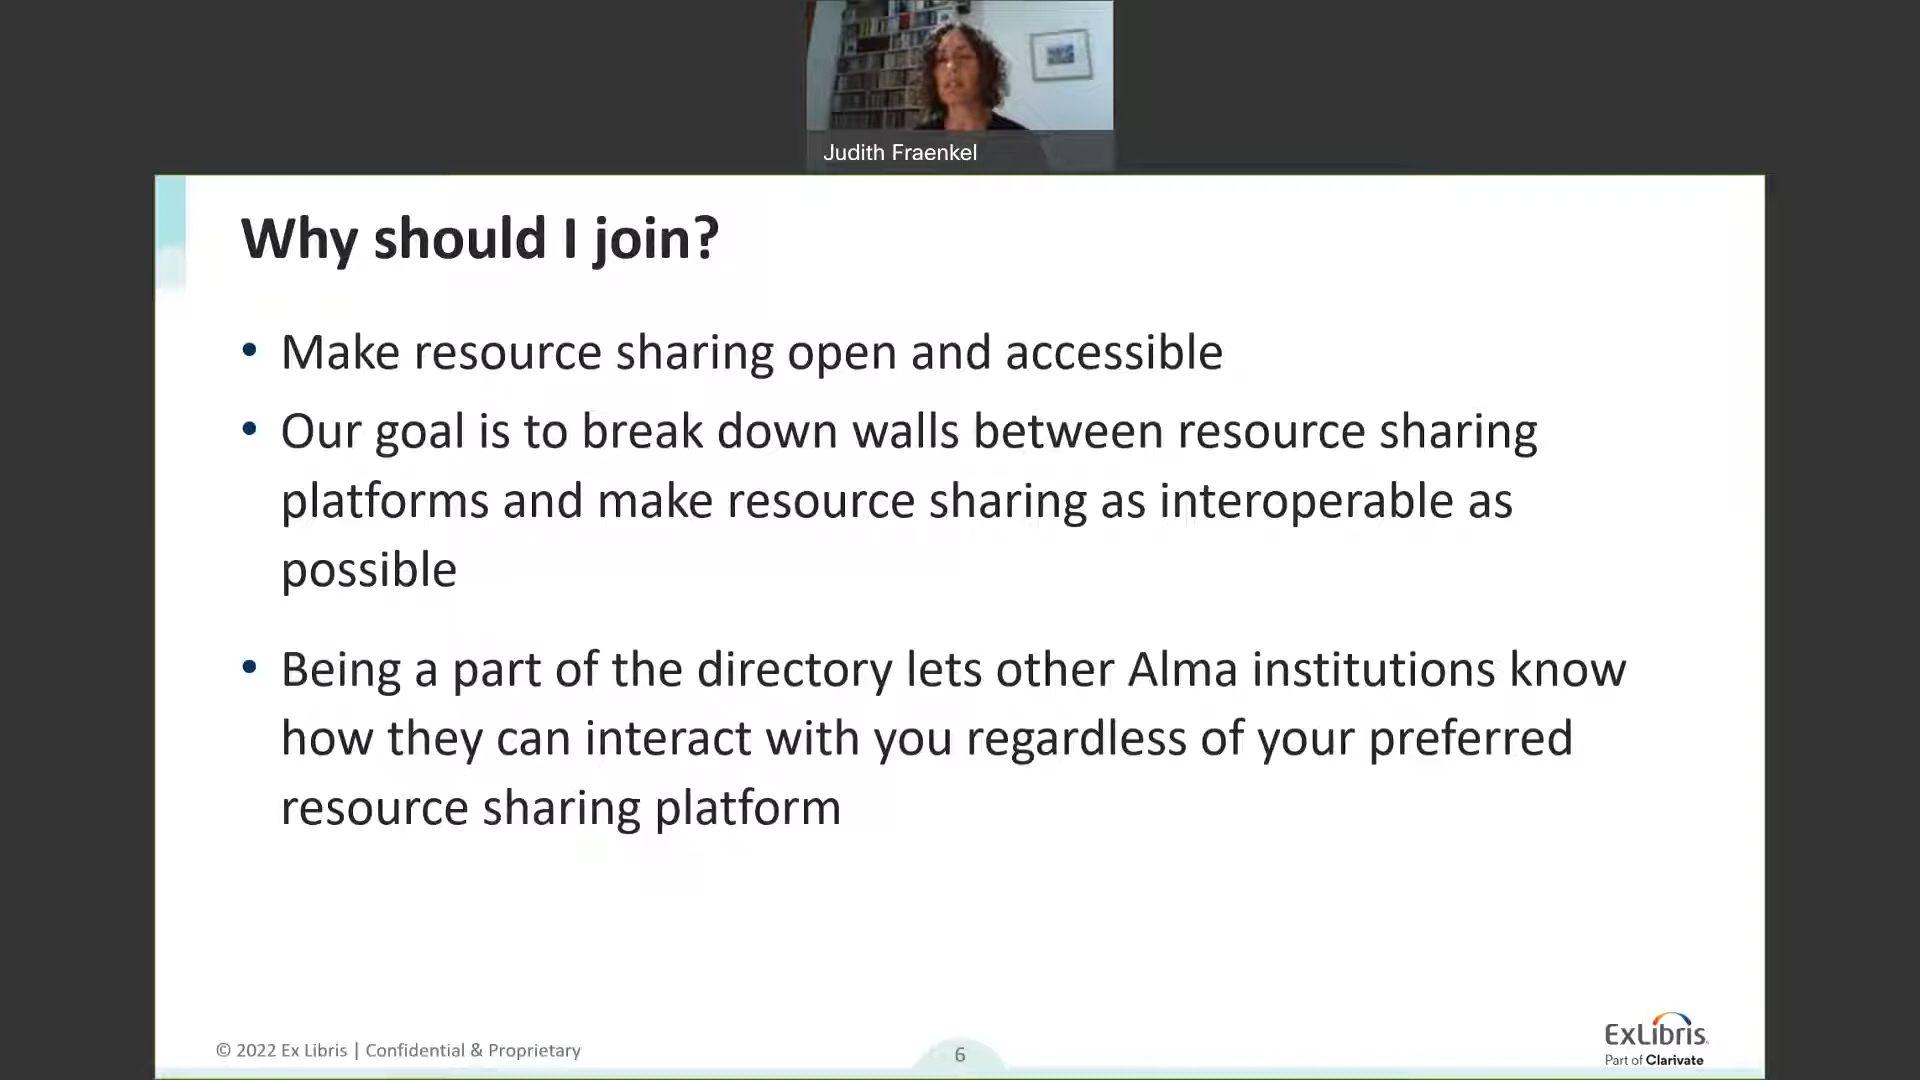 Judith Fraenkel
Why should I join?
• Make resource sharing open and accessible
• Our goal is to break down walls between resource sharing
platforms and make resource sharing as interoperable as
possible
• Being a part of the directory lets other Alma institutions know
how they can interact with you regardless of your preferred
resource sharing platform
© 2022 Ex Libris | Confidential & Proprietary
6
ExLibris
Part of Clarivate